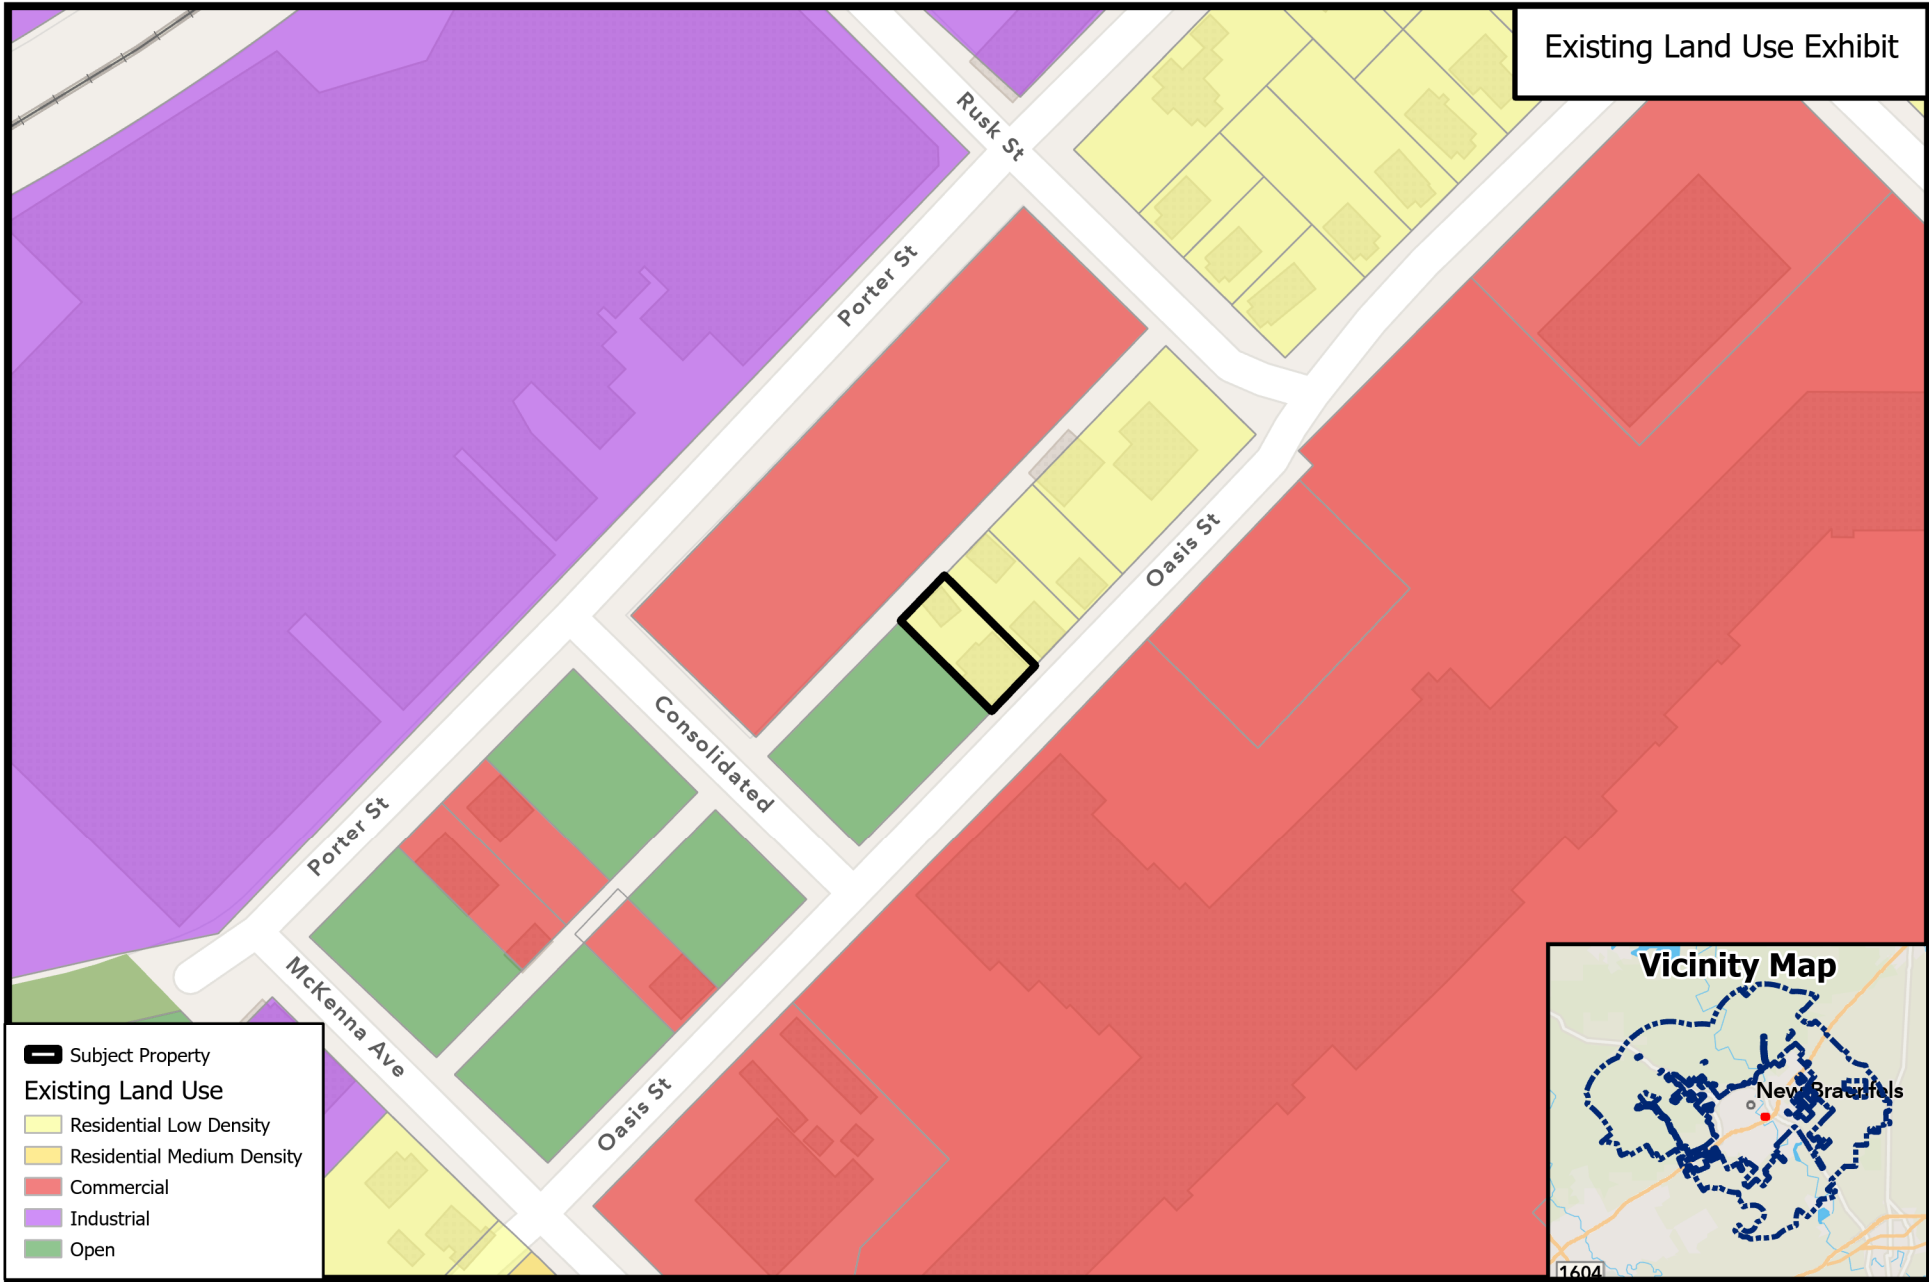 Existing Land Use Exhibit
Rusk St
Porter St
Oasis St
Consolidated
Porter St
McKenna Ave
Oasis St
Subject Property
Existing Land Use
Residential Low Density
Residential Medium Density
Commercial
Industrial
Open
Vicinity Map
New Braunfels
1604